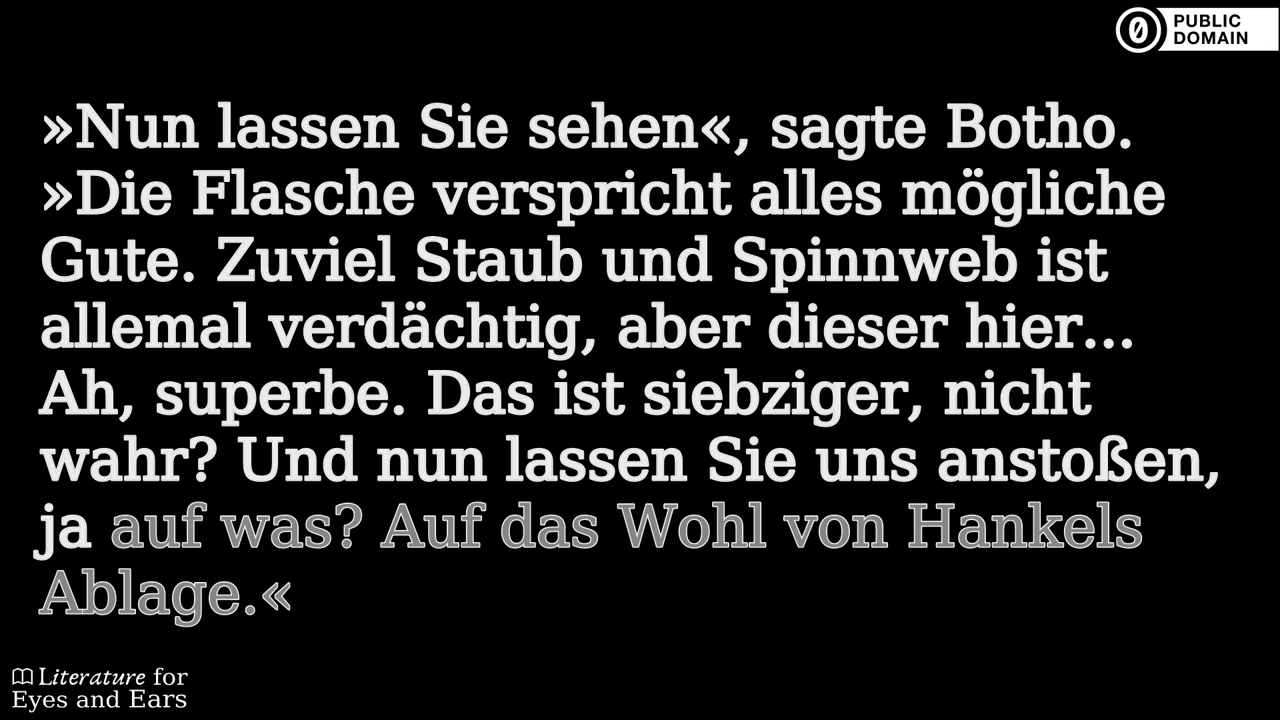 PUBLIC
DOMAIN
»Nun lassen Sie sehen«, sagte Botho.
»Die Flasche verspricht alles mögliche
Gute. Zuviel Staub und Spinnweb ist
allemal verdächtig, aber dieser hier...
Ah, superbe. Das ist siebziger, nicht
wahr? Und nun lassen Sie uns anstoßen,
ja auf was? Auf das Wohl von Hankels
Ablage.«
Literature for
Eyes and Ears